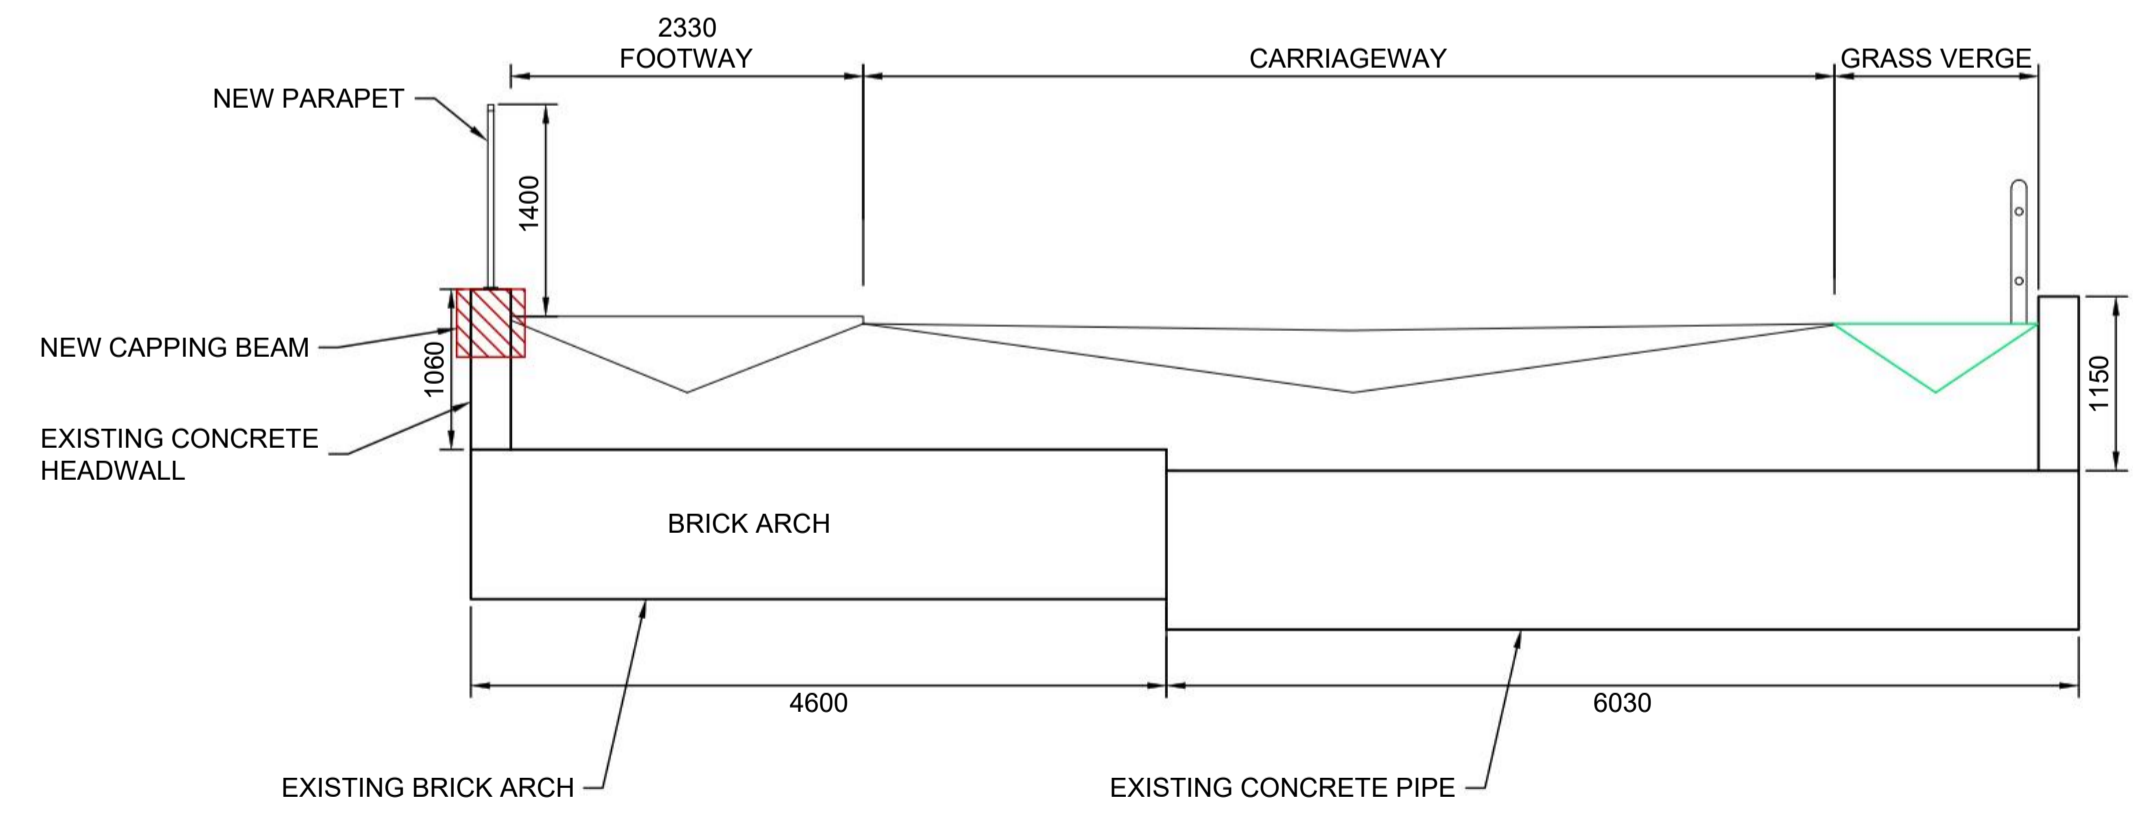 2330
FOOTWAY
CARRIAGEWAY
GRASS VERGE
NEW PARAPET
1400
NEW CAPPING BEAM
1060
1150
EXISTING CONCRETE
HEADWALL
BRICK ARCH
4600
6030
EXISTING BRICK ARCH
EXISTING CONCRETE PIPE